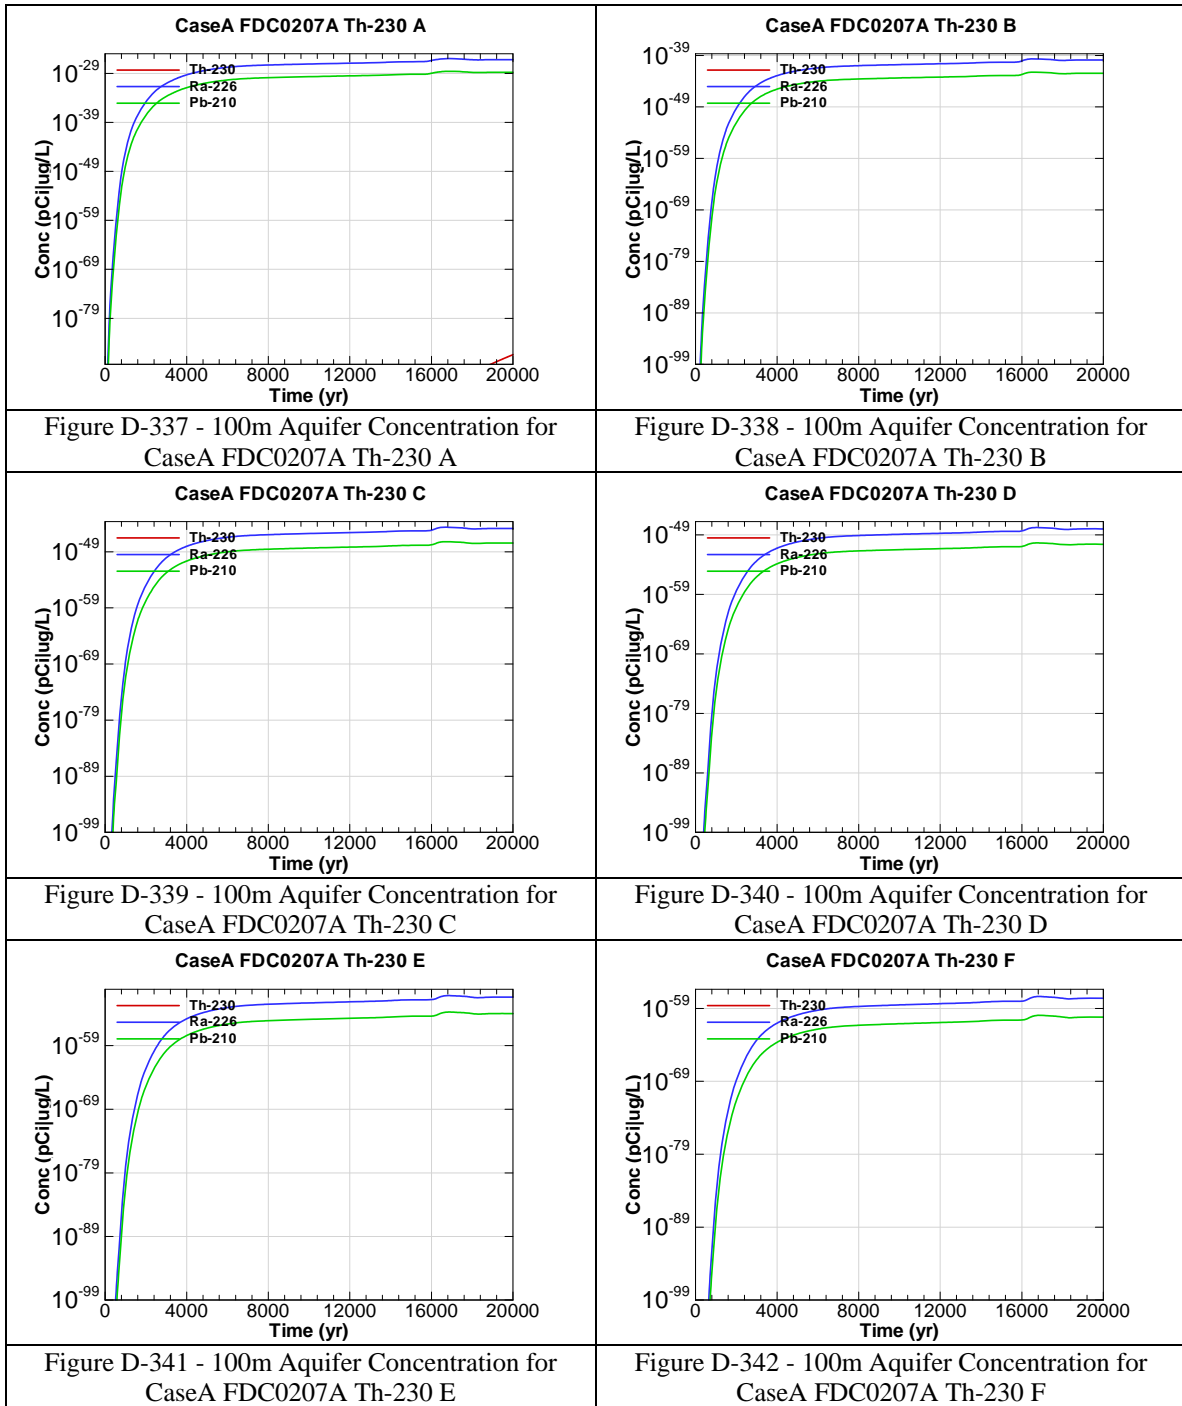 CaseA FDC0207A Th-230 A
Conc (pCi|ug/L)
10-29
10-39
10-49
10-59
10-69
10-79
Th-230
Ra-226
Pb-210
0 4000 8000 12000 16000 20000
Time (yr)
Figure D-337 - 100m Aquifer Concentration for
CaseA FDC0207A Th-230 A
CaseA FDC0207A Th-230 B
Conc (pCi|ug/L)
10-39
10-49
10-59
10-69
10-79
10-89
10-99
Th-230
Ra-226
Pb-210
0 4000 8000 12000 16000 20000
Time (yr)
Figure D-338 - 100m Aquifer Concentration for
CaseA FDC0207A Th-230 B
CaseA FDC0207A Th-230 C
Conc (pCi|ug/L)
10-49
10-59
10-69
10-79
10-89
10-99
Th-230
Ra-226
Pb-210
0 4000 8000 12000 16000 20000
Time (yr)
Figure D-339 - 100m Aquifer Concentration for
CaseA FDC0207A Th-230 C
CaseA FDC0207A Th-230 D
Conc (pCi|ug/L)
10-49
10-59
10-69
10-79
10-89
10-99
Th-230
Ra-226
Pb-210
0 4000 8000 12000 16000 20000
Time (yr)
Figure D-340 - 100m Aquifer Concentration for
CaseA FDC0207A Th-230 D
CaseA FDC0207A Th-230 E
Conc (pCi|ug/L)
10-59
10-69
10-79
10-89
10-99
Th-230
Ra-226
Pb-210
0 4000 8000 12000 16000 20000
Time (yr)
Figure D-341 - 100m Aquifer Concentration for
CaseA FDC0207A Th-230 E
CaseA FDC0207A Th-230 F
Conc (pCi|ug/L)
10-59
10-69
10-79
10-89
10-99
Th-230
Ra-226
Pb-210
0 4000 8000 12000 16000 20000
Time (yr)
Figure D-342 - 100m Aquifer Concentration for
CaseA FDC0207A Th-230 F